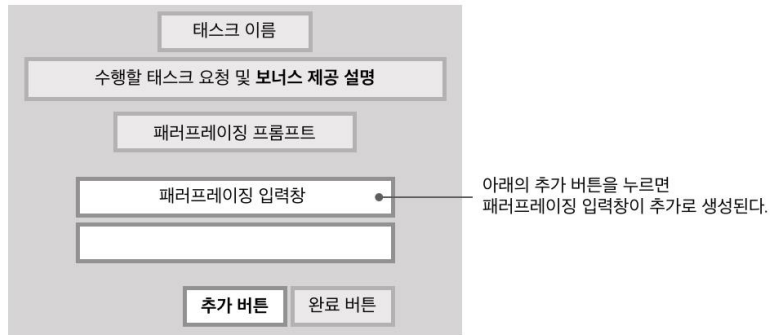 태스크 이름
수행할 태스크 요청 및 보너스 제공 설명
패러프레이징 프롬프트
패러프레이징 입력창
아래의 추가 버튼을 누르면
패러프레이징 입력창이 추가로 생성된다.
추가 버튼
완료 버튼